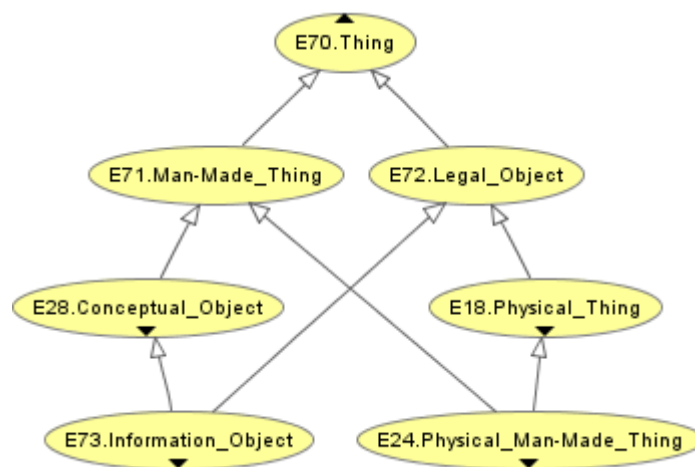 E70.Thing
E71.Man-Made_Thing
E72.Legal_Object
E28.Conceptual_Object
E18.Physical_Thing
E73.Information_Object
E24.Physical_Man-Made_Thing